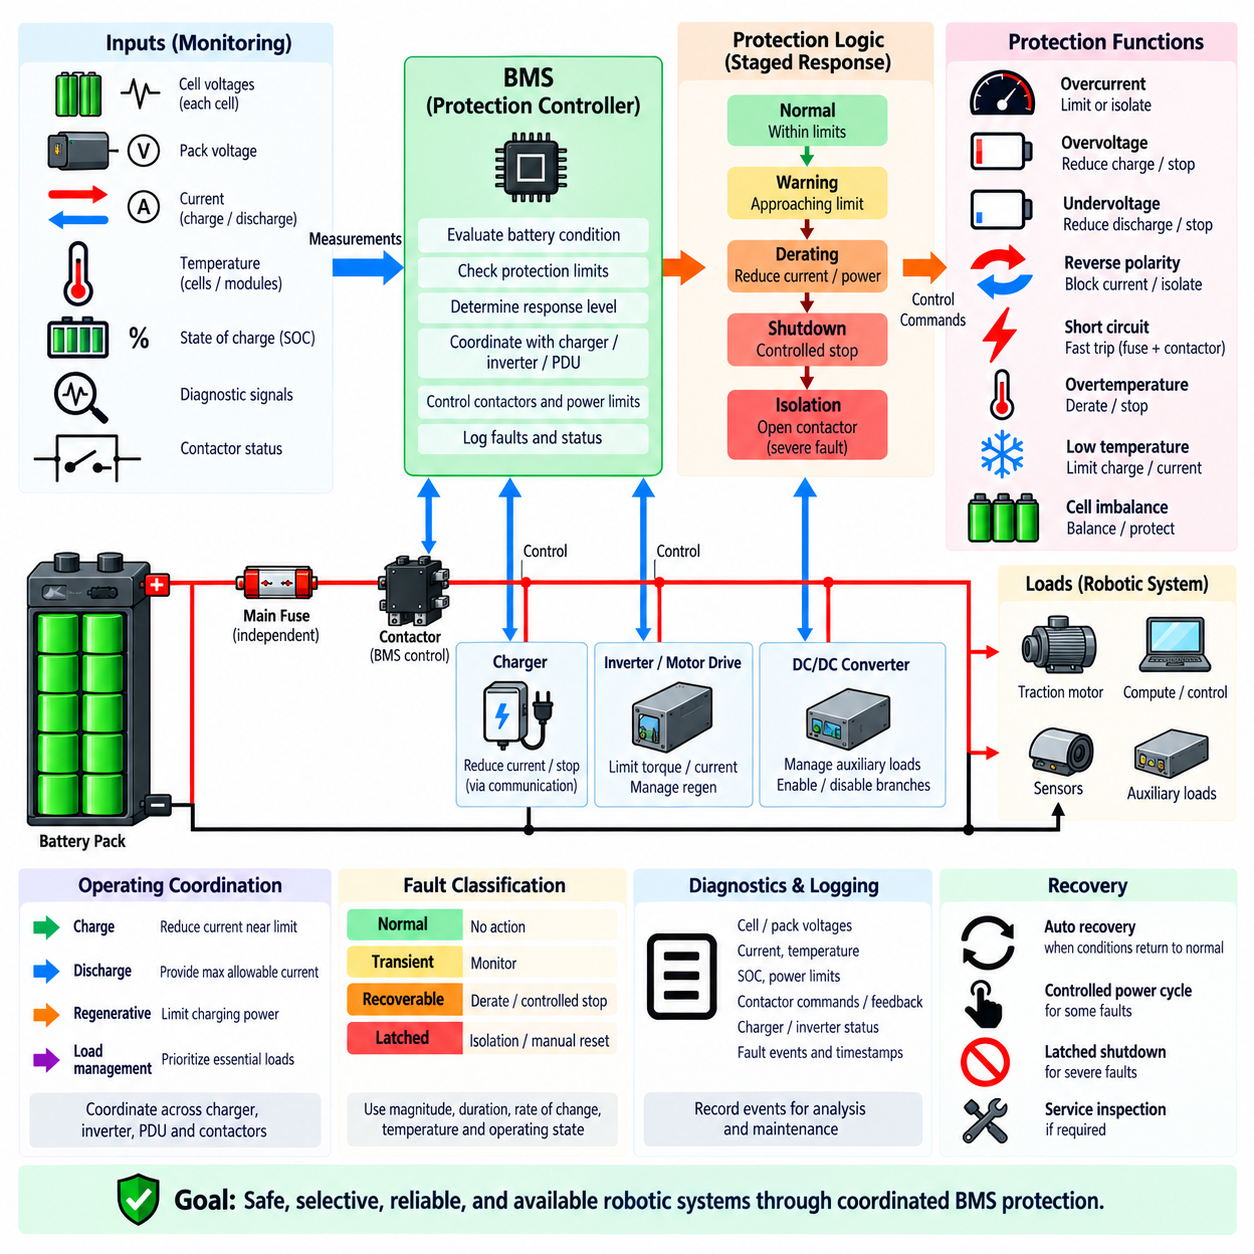 Inputs (Monitoring)
Cell voltages
(each cell)
V
Pack voltage
A
Current
(charge / discharge)
Temperature
(cells / modules)
%
State of charge (SOC)
Diagnostic signals
Contactor status
Measurements
BMS
(Protection Controller)
Evaluate battery condition
Check protection limits
Determine response level
Coordinate with charger /
inverter / PDU
Control contactors and power limits
Log faults and status
Protection Logic
(Staged Response)
Normal
Within limits
Warning
Approaching limit
Derating
Reduce current / power
Shutdown
Controlled stop
Isolation
Open contactor
(severe fault)
Control
Commands
Protection Functions
Overcurrent
Limit or isolate
Overvoltage
Reduce charge / stop
Undervoltage
Reduce discharge / stop
Reverse polarity
Block current / isolate
Short circuit
Fast trip (fuse + contactor)
Overtemperature
Derate / stop
Low temperature
Limit charge / current
Cell imbalance
Balance / protect
+
−
Battery Pack
Main Fuse
(independent)
Contactor
(BMS control)
Control
Control
Charger
Reduce current / stop
(via communication)
Inverter / Motor Drive
Limit torque / current
Manage regen
DC/DC Converter
Manage auxiliary loads
Enable / disable branches
Loads (Robotic System)
Traction motor
Compute / control
Sensors
Auxiliary loads
Operating Coordination
Charge
Reduce current near limit
Discharge
Provide max allowable current
Regenerative
Limit charging power
Load
management
Prioritize essential loads
Coordinate across charger,
inverter, PDU and contactors
Fault Classification
Normal
No action
Transient
Monitor
Recoverable
Derate / controlled stop
Latched
Isolation / manual reset
Use magnitude, duration, rate of change,
temperature and operating state
Diagnostics & Logging
Cell / pack voltages
Current, temperature
SOC, power limits
Contactor commands / feedback
Charger / inverter status
Fault events and timestamps
Record events for analysis
and maintenance
Recovery
Auto recovery
when conditions return to normal
Controlled power cycle
for some faults
Latched shutdown
for severe faults
Service inspection
if required
Goal: Safe, selective, reliable, and available robotic systems through coordinated BMS protection.